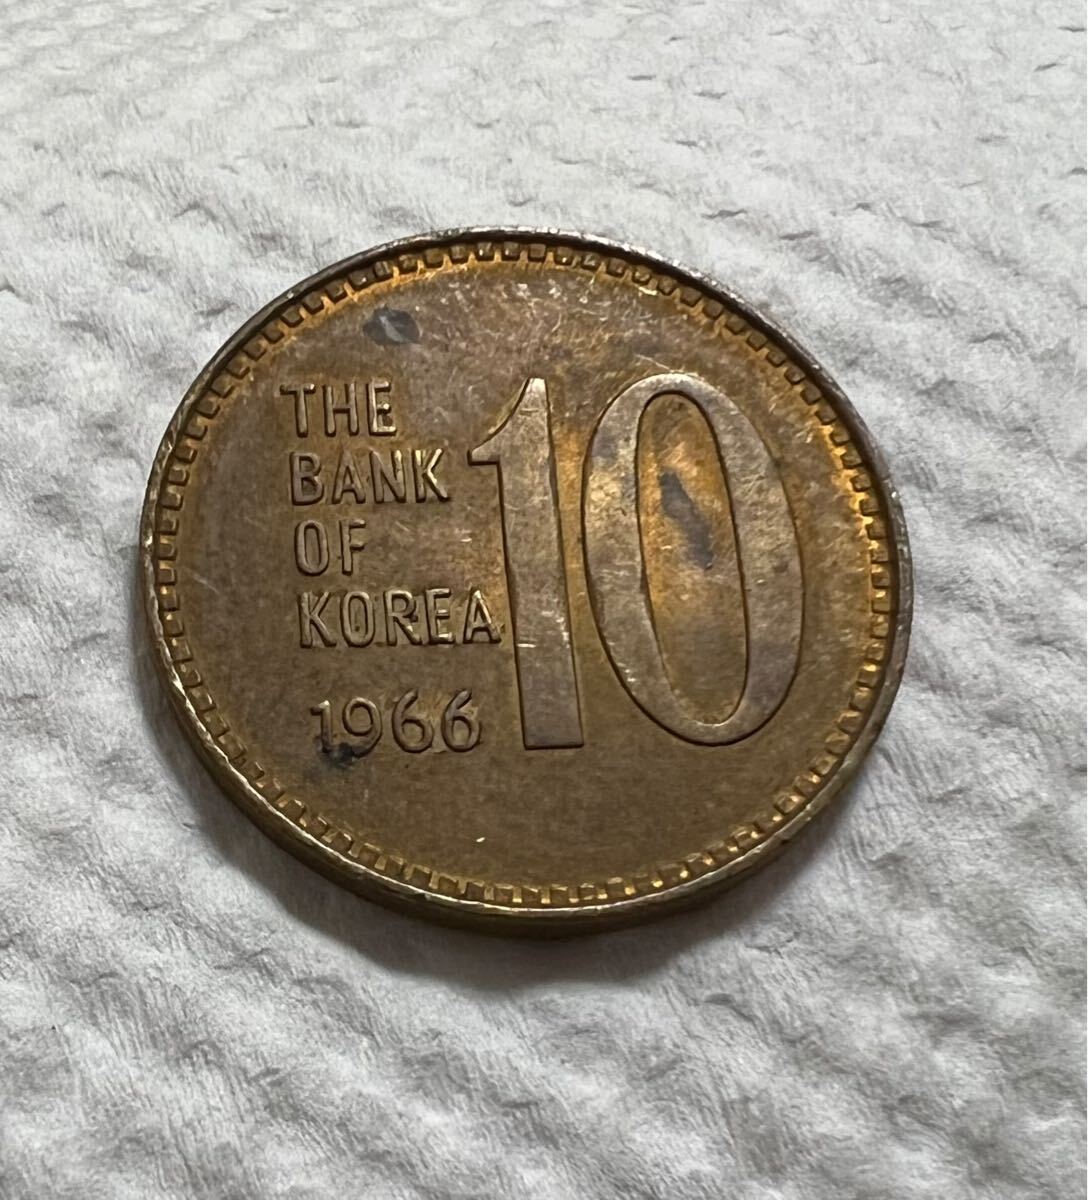 THE
BANK
OF
KOREA
1966
10